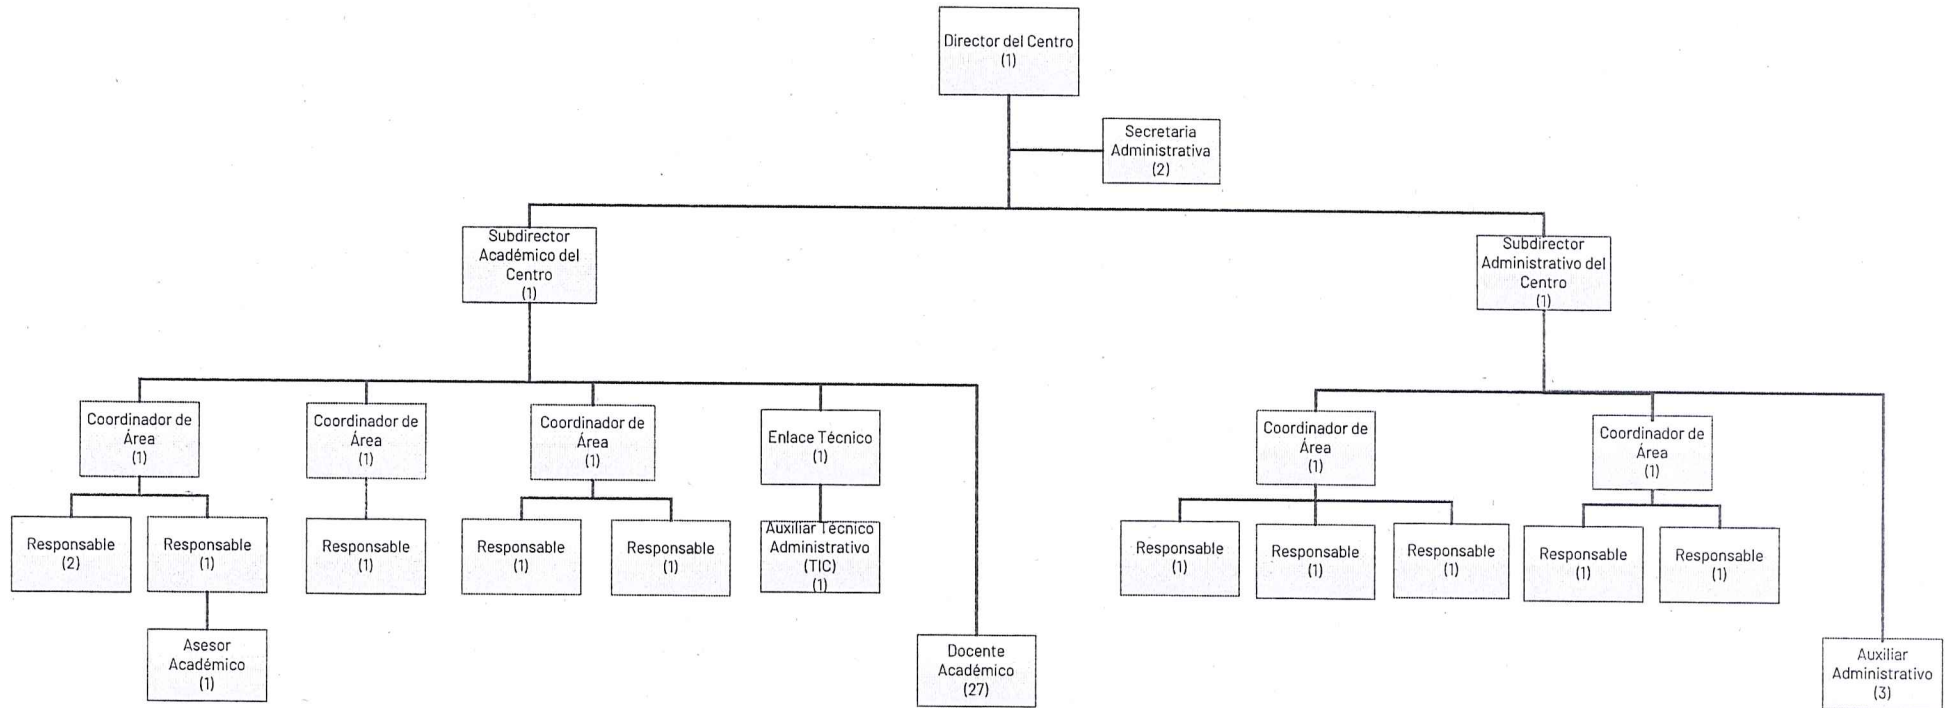 Director del Centro
(1)
Secretaria
Administrativa
(2)
Subdirector
Académico del
Centro
(1)
Subdirector
Administrativo del
Centro
(1)
Coordinador de
Área
(1)
Coordinador de
Área
(1)
Coordinador de
Área
(1)
Enlace Técnico
(1)
Coordinador de
Área
(1)
Coordinador de
Área
(1)
Responsable
(2)
Responsable
(1)
Responsable
(1)
Responsable
(1)
Responsable
(1)
Auxiliar Técnico
Administrativo
(TIC)
(1)
Responsable
(1)
Responsable
(1)
Responsable
(1)
Responsable
(1)
Responsable
(1)
Asesor
Académico
(1)
Docente
Académico
(27)
Auxiliar
Administrativo
(3)